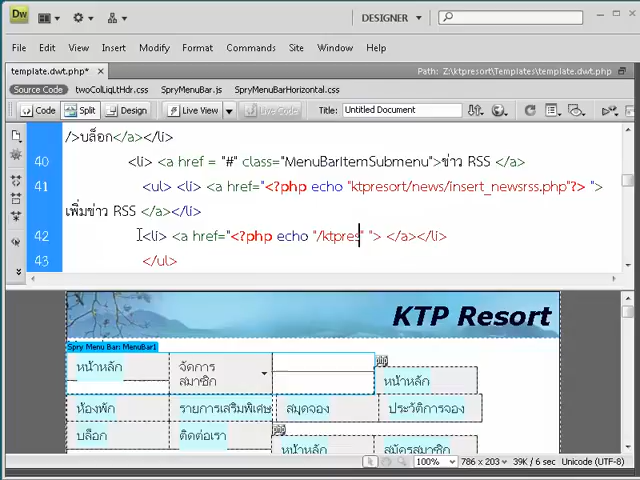 Dw
DESIGNER
File Edit View Insert Modify Format Commands Site Window Help
template.dwt.php* × Path: Z:\ktpresort\Templates\template.dwt.php
Source Code twoColLiqLtHdr.css SpryMenuBar.js SpryMenuBarHorizontal.css
Code Split Design Live View Live Code Title: Untitled Document
/>บล็อก</a></li>
40 <li> <a href = "#" class="MenuBarItemSubmenu">ข่าว RSS </a>
41 <ul> <li> <a href="<?php echo "ktpresort/news/insert_newsrss.php"?> ">
เพิ่มข่าว RSS </a></li>
42 <li> <a href="<?php echo "/ktpres" "> </a></li>
43 </ul>
KTP Resort
Spry Menu Bar: MenuBar1
หน้าหลัก จัดการ
สมาชิก หน้าหลัก
ห้องพัก รายการเสริมพิเศษ สมุดจอง ประวัติการจอง
บล็อก ติดต่อเรา
หน้าหลัก สมัครสมาชิก
100% 786 x 203 39K / 6 sec Unicode (UTF-8)